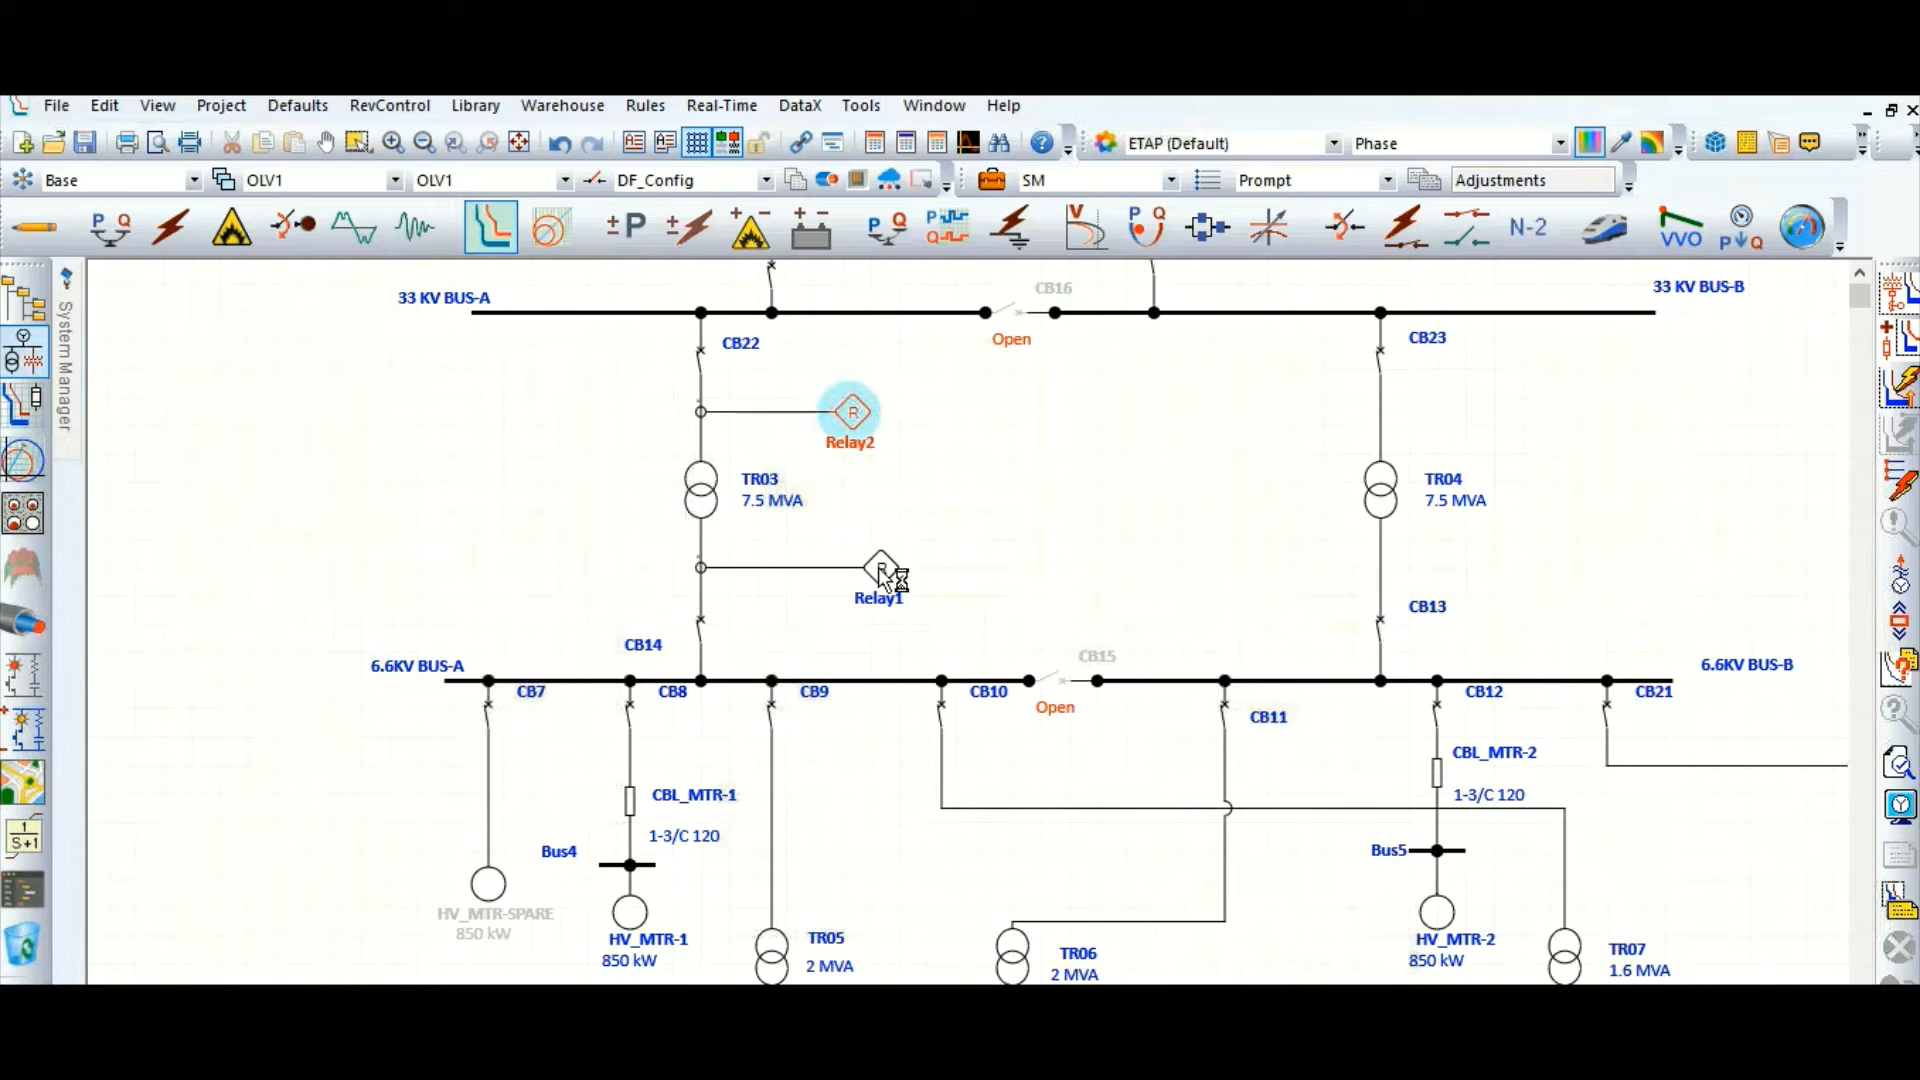 File Edit View Project Defaults RevControl Library Warehouse Rules Real-Time DataX Tools Window Help
ETAP (Default) Phase
Base OLV1 OLV1 DF_Config SM Prompt Adjustments
N-2 VVO
System Manager
33 KV BUS-A
CB16
33 KV BUS-B
Open
CB22
CB23
R
Relay2
TR03
7.5 MVA
TR04
7.5 MVA
Relay1
CB14
CB13
6.6KV BUS-A
CB15
6.6KV BUS-B
CB7
CB8
CB9
CB10
Open
CB11
CB12
CB21
CBL_MTR-1
1-3/C 120
CBL_MTR-2
1-3/C 120
Bus4
Bus5
HV_MTR-SPARE
850 kW
HV_MTR-1
850 kW
TR05
2 MVA
TR06
2 MVA
HV_MTR-2
850 kW
TR07
1.6 MVA